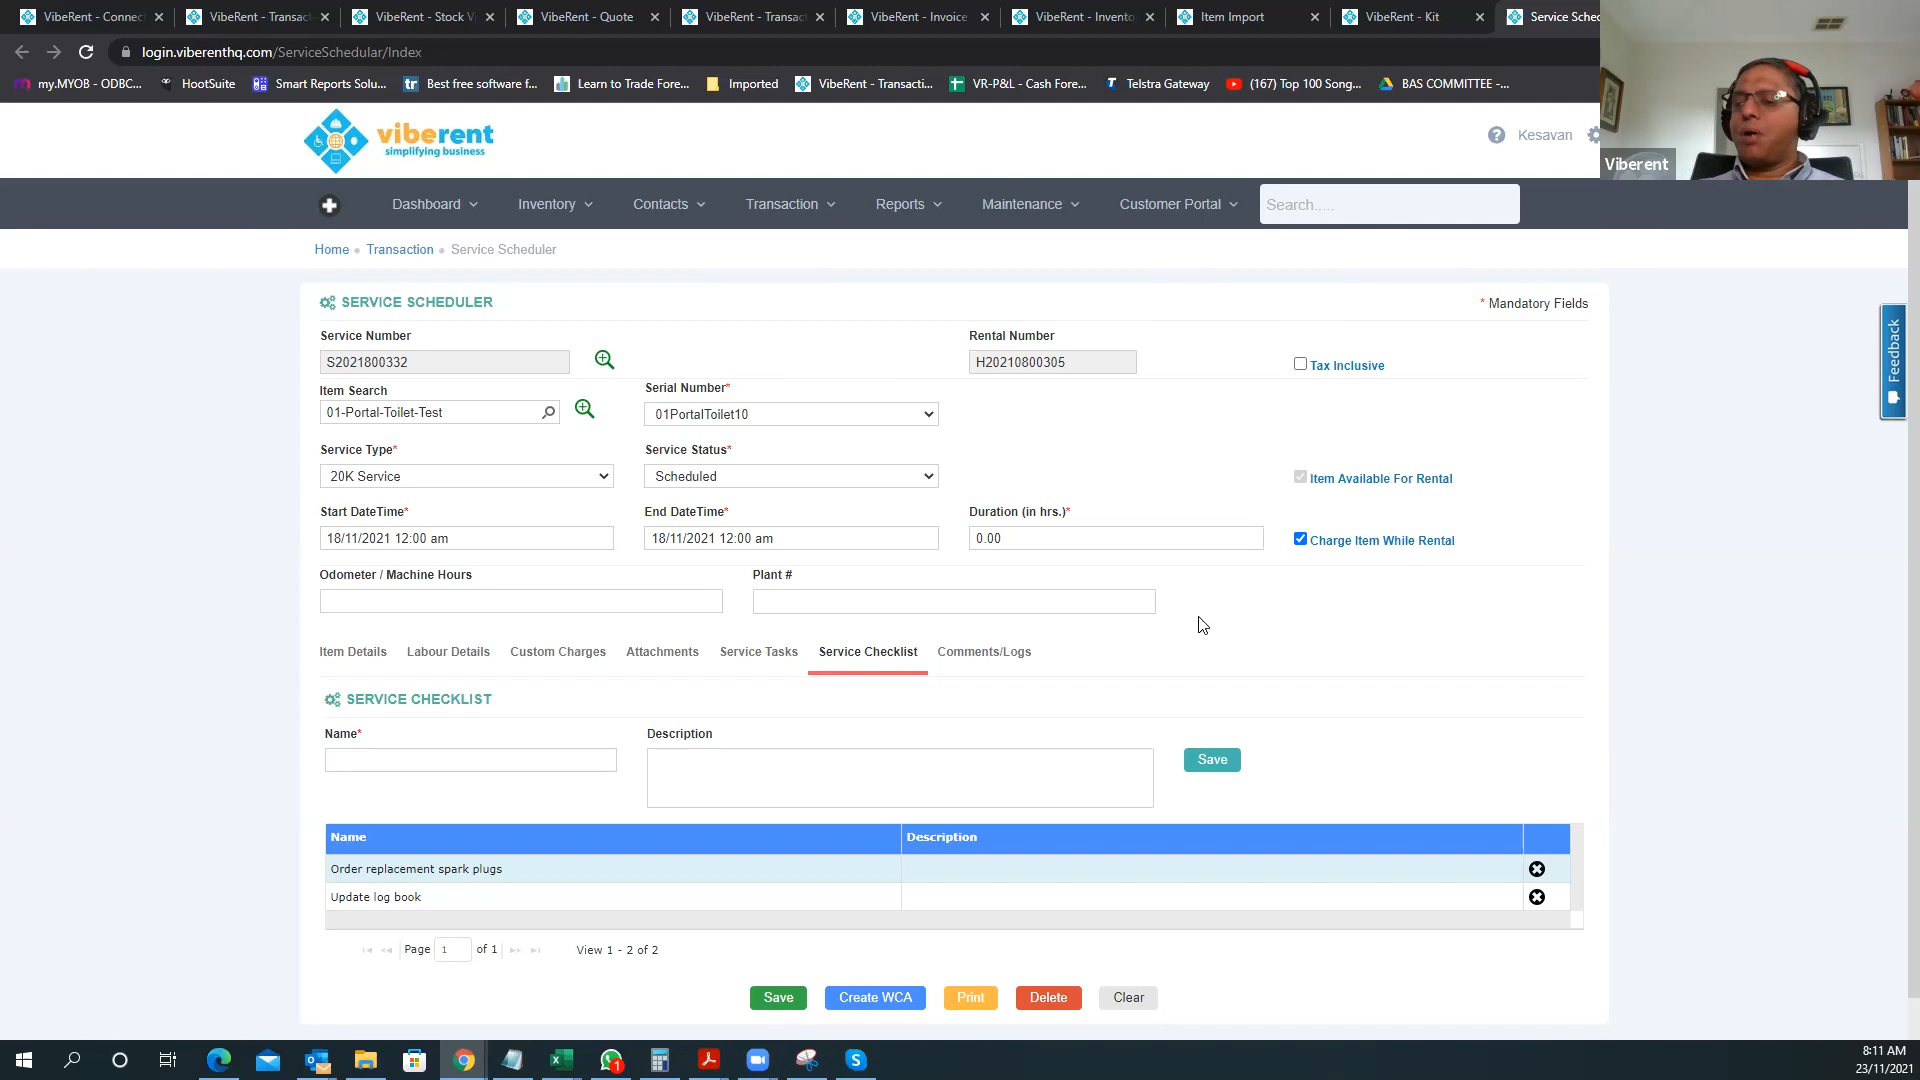 VibeRent - Connec
VibeRent - Transac
VibeRent - Stock V
VibeRent - Quote
VibeRent - Transac
VibeRent - Invoice
VibeRent - Invento
Item Import
VibeRent - Kit
Service Sched
login.viberenthq.com/ServiceSchedular/Index
my.MYOB - ODBC...
HootSuite
Smart Reports Solu...
tr
Best free software f...
Learn to Trade Fore...
Imported
VibeRent - Transacti...
VR-P&L - Cash Fore...
T
Telstra Gateway
(167) Top 100 Song...
BAS COMMITTEE -...
viberent
simplifying business
Kesavan
Viberent
Dashboard
Inventory
Contacts
Transaction
Reports
Maintenance
Customer Portal
Search.....
Home
Transaction
Service Scheduler
SERVICE SCHEDULER
* Mandatory Fields
Service Number
Rental Number
S2021800332
H20210800305
Tax Inclusive
Item Search
Serial Number*
01-Portal-Toilet-Test
01PortalToilet10
Service Type*
Service Status*
20K Service
Scheduled
Item Available For Rental
Start DateTime*
End DateTime*
Duration (in hrs.)*
18/11/2021 12:00 am
18/11/2021 12:00 am
0.00
Charge Item While Rental
Odometer / Machine Hours
Plant #
Item Details
Labour Details
Custom Charges
Attachments
Service Tasks
Service Checklist
Comments/Logs
SERVICE CHECKLIST
Name*
Description
Save
Name
Description
Order replacement spark plugs
Update log book
Page 1 of 1
View 1 - 2 of 2
Save
Create WCA
Print
Delete
Clear
Feedback
1
S
8:11 AM
23/11/2021